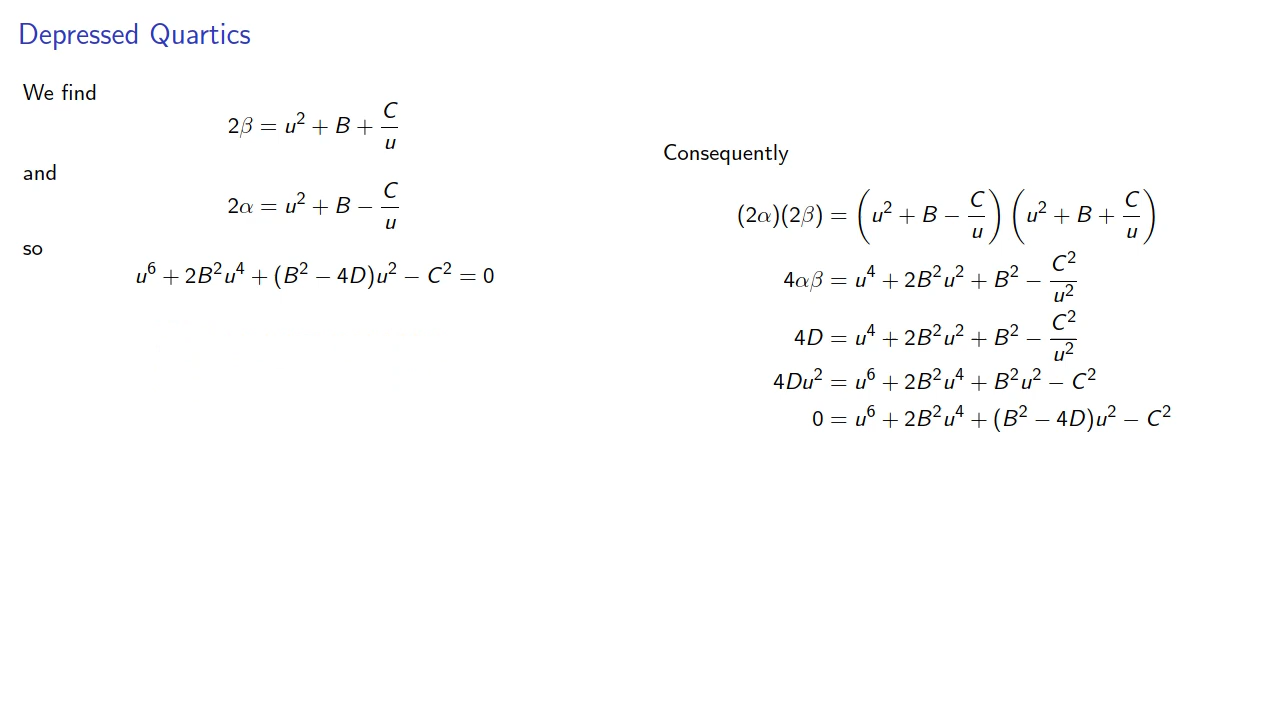 Depressed Quartics
We find
2β = u² + B + C/u
and
2α = u² + B − C/u
so
u⁶ + 2B²u⁴ + (B² − 4D)u² − C² = 0
Consequently
(2α)(2β) = (u² + B − C/u) (u² + B + C/u)
4αβ = u⁴ + 2B²u² + B² − C²/u²
4D = u⁴ + 2B²u² + B² − C²/u²
4Du² = u⁶ + 2B²u⁴ + B²u² − C²
0 = u⁶ + 2B²u⁴ + (B² − 4D)u² − C²